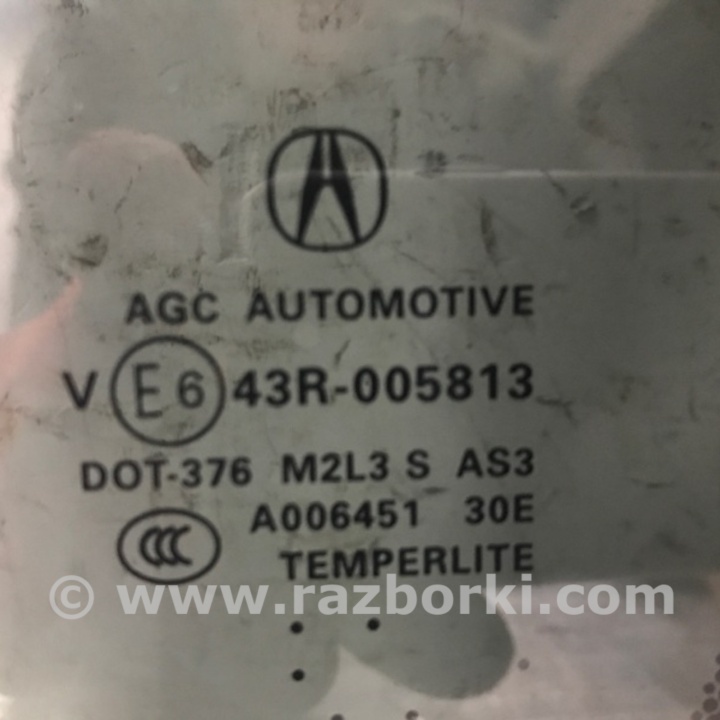 AGC AUTOMOTIVE
V E6 43R-005813
DOT-376 M2L3 S AS3
CCC A006451 30E
TEMPERLITE
© www.razborki.com